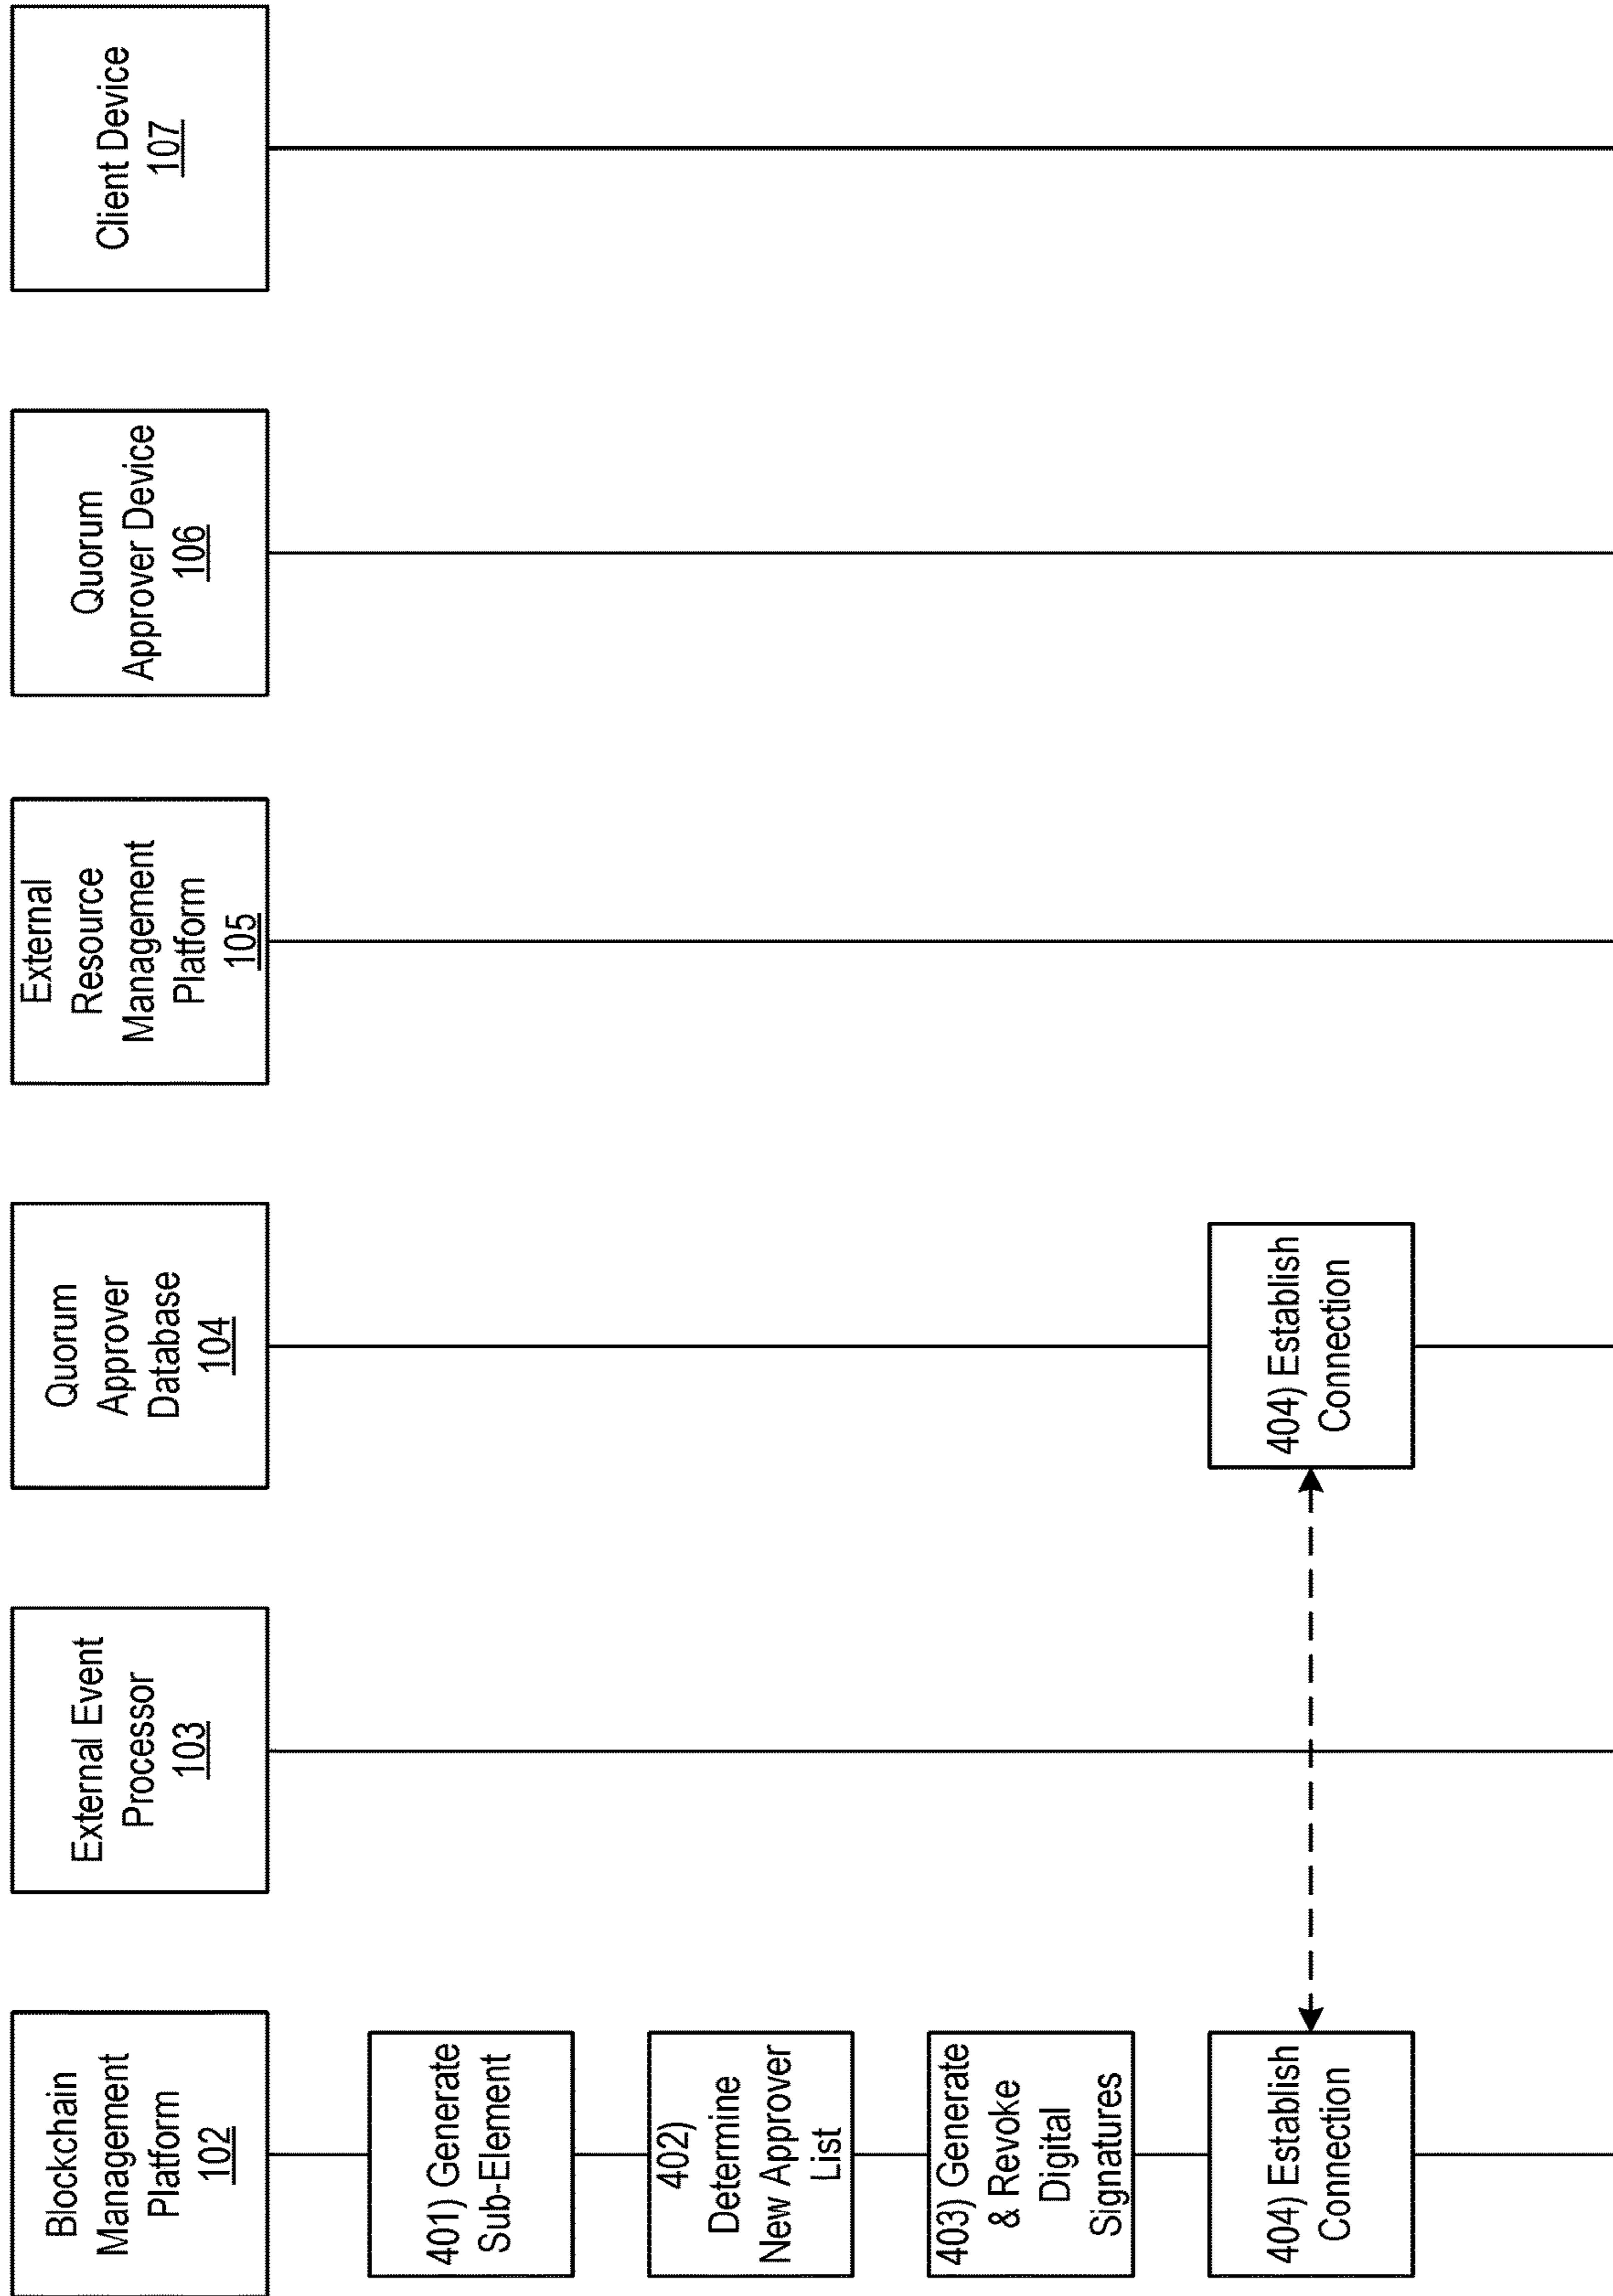 Blockchain
Management
Platform
102
External Event
Processor
103
Quorum
Approver
Database
104
External
Resource
Management
Platform
105
Quorum
Approver Device
106
Client Device
107
401) Generate
Sub-Element
402)
Determine
New Approver
List
403) Generate
& Revoke
Digital
Signatures
404) Establish
Connection
404) Establish
Connection